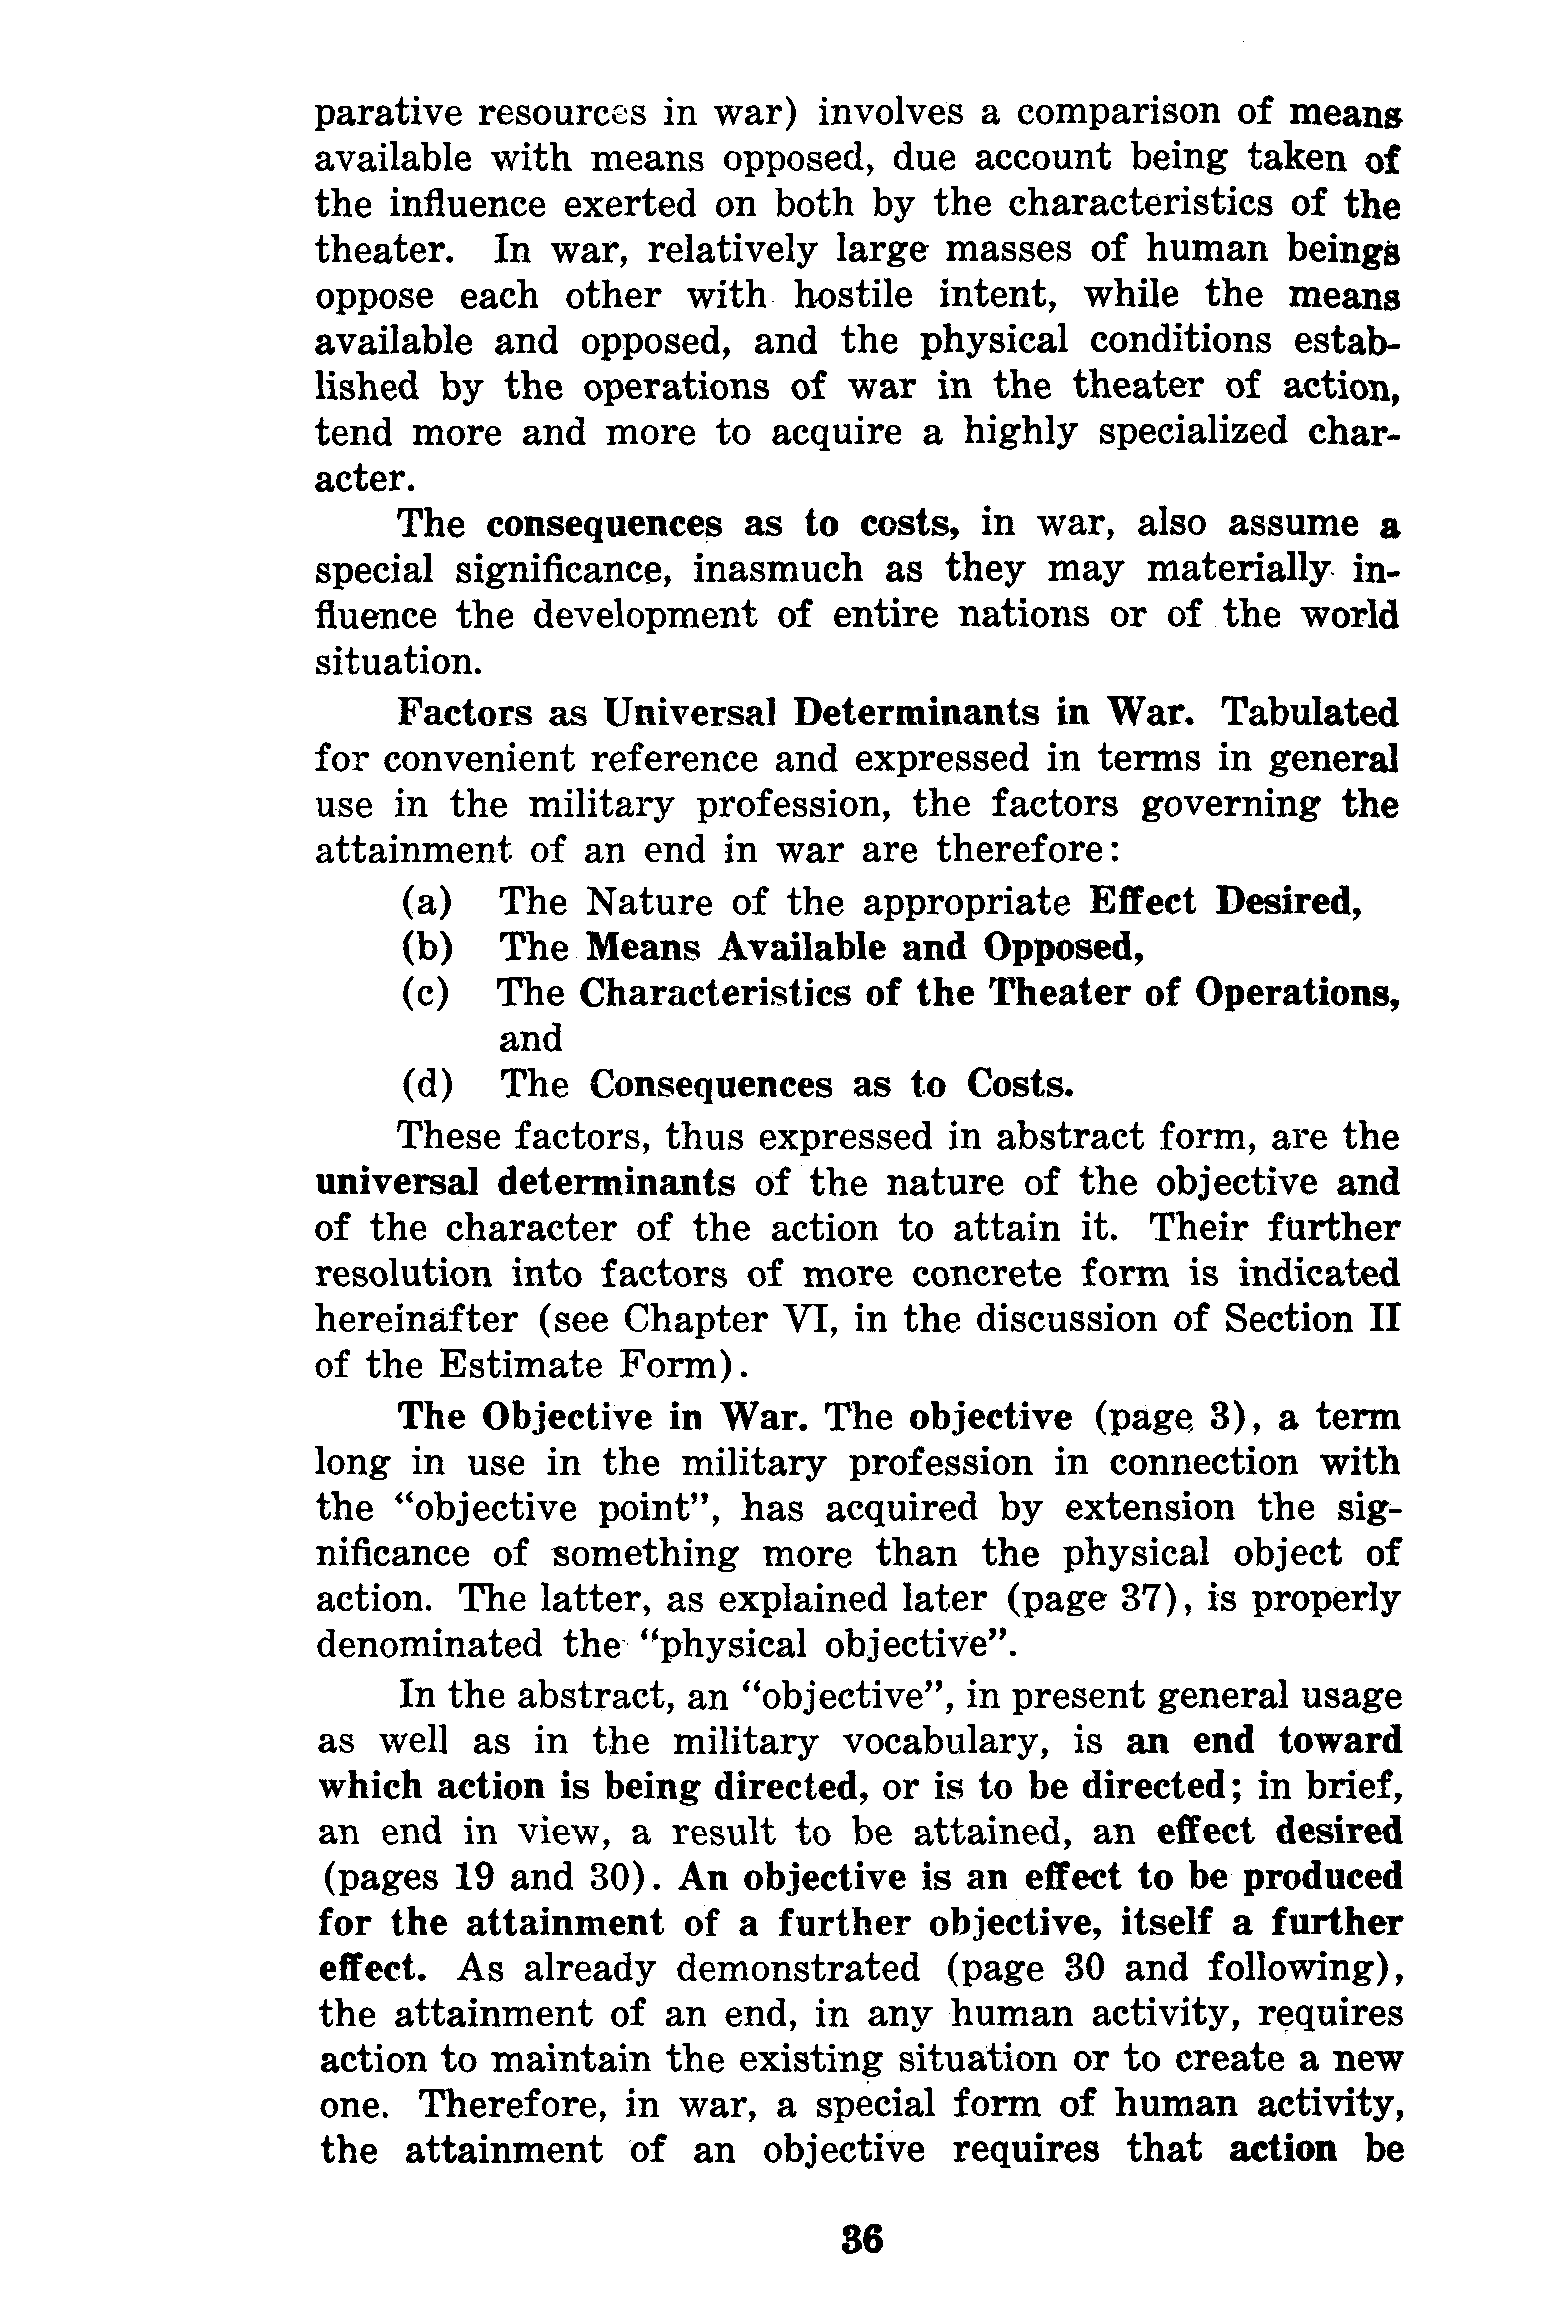 parative resources in war) involves a comparison of means
available with means opposed, due account being taken of
the influence exerted on both by the characteristics of the
theater. In war, relatively large masses of human beings
oppose each other with hostile intent, while the means
available and opposed, and the physical conditions estab-
lished by the operations of war in the theater of action,
tend more and more to acquire a highly specialized char-
acter.
The consequences as to costs, in war, also assume a
special significance, inasmuch as they may materially in-
fluence the development of entire nations or of the world
situation.
Factors as Universal Determinants in War. Tabulated
for convenient reference and expressed in terms in general
use in the military profession, the factors governing the
attainment of an end in war are therefore:
(a) The Nature of the appropriate Effect Desired,
(b) The Means Available and Opposed,
(c) The Characteristics of the Theater of Operations,
and
(d) The Consequences as to Costs.
These factors, thus expressed in abstract form, are the
universal determinants of the nature of the objective and
of the character of the action to attain it. Their further
resolution into factors of more concrete form is indicated
hereinafter (see Chapter VI, in the discussion of Section II
of the Estimate Form).
The Objective in War. The objective (page 3), a term
long in use in the military profession in connection with
the “objective point”, has acquired by extension the sig-
nificance of something more than the physical object of
action. The latter, as explained later (page 37), is properly
denominated the “physical objective”.
In the abstract, an “objective”, in present general usage
as well as in the military vocabulary, is an end toward
which action is being directed, or is to be directed; in brief,
an end in view, a result to be attained, an effect desired
(pages 19 and 30). An objective is an effect to be produced
for the attainment of a further objective, itself a further
effect. As already demonstrated (page 30 and following),
the attainment of an end, in any human activity, requires
action to maintain the existing situation or to create a new
one. Therefore, in war, a special form of human activity,
the attainment of an objective requires that action be
36